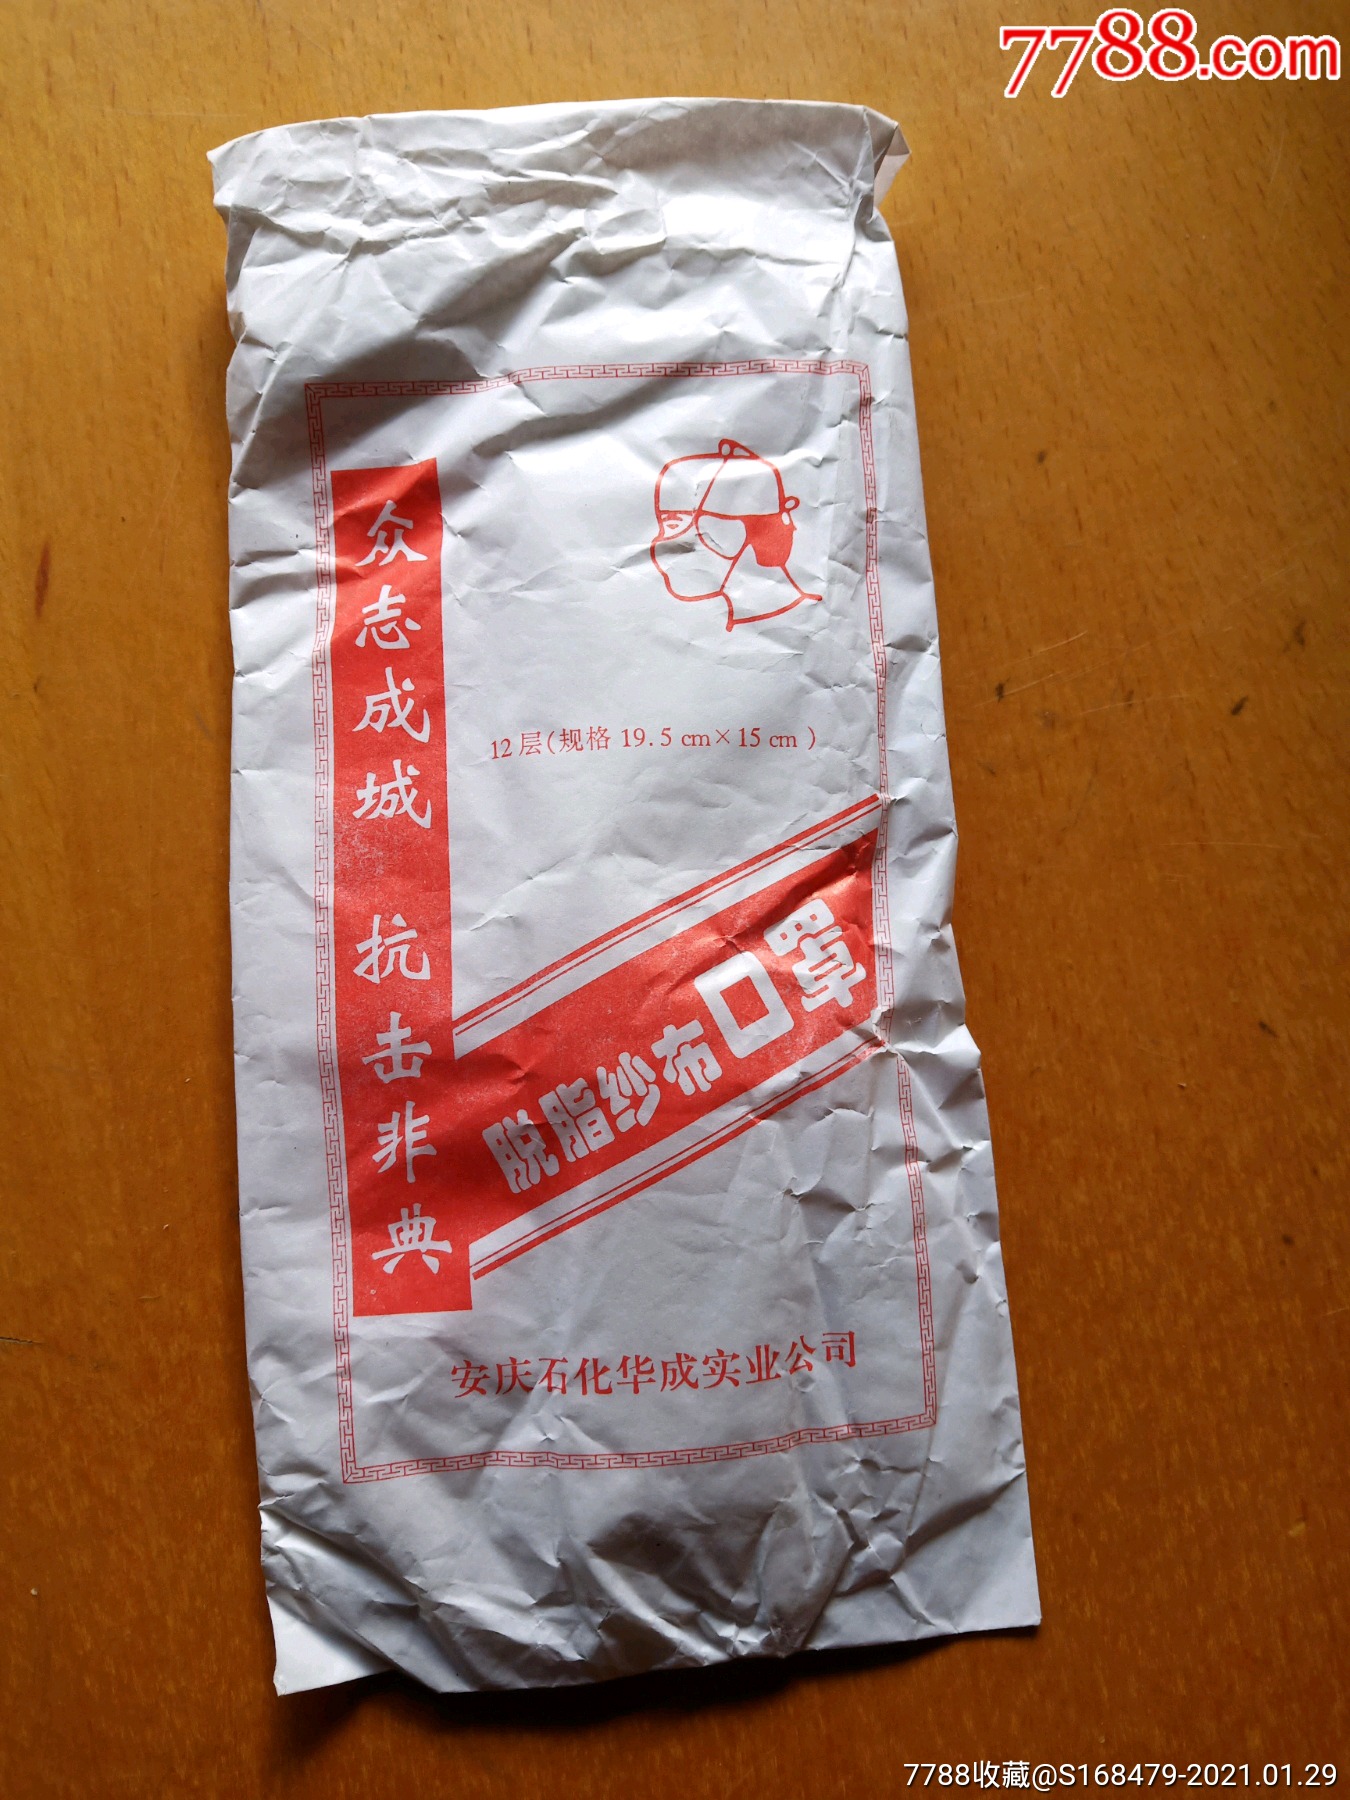 7788.com
众志成城 抗击非典
12层(规格 19.5 cm×15 cm )
脱脂纱布口罩
安庆石化华成实业公司
7788收藏@S168479-2021.01.29